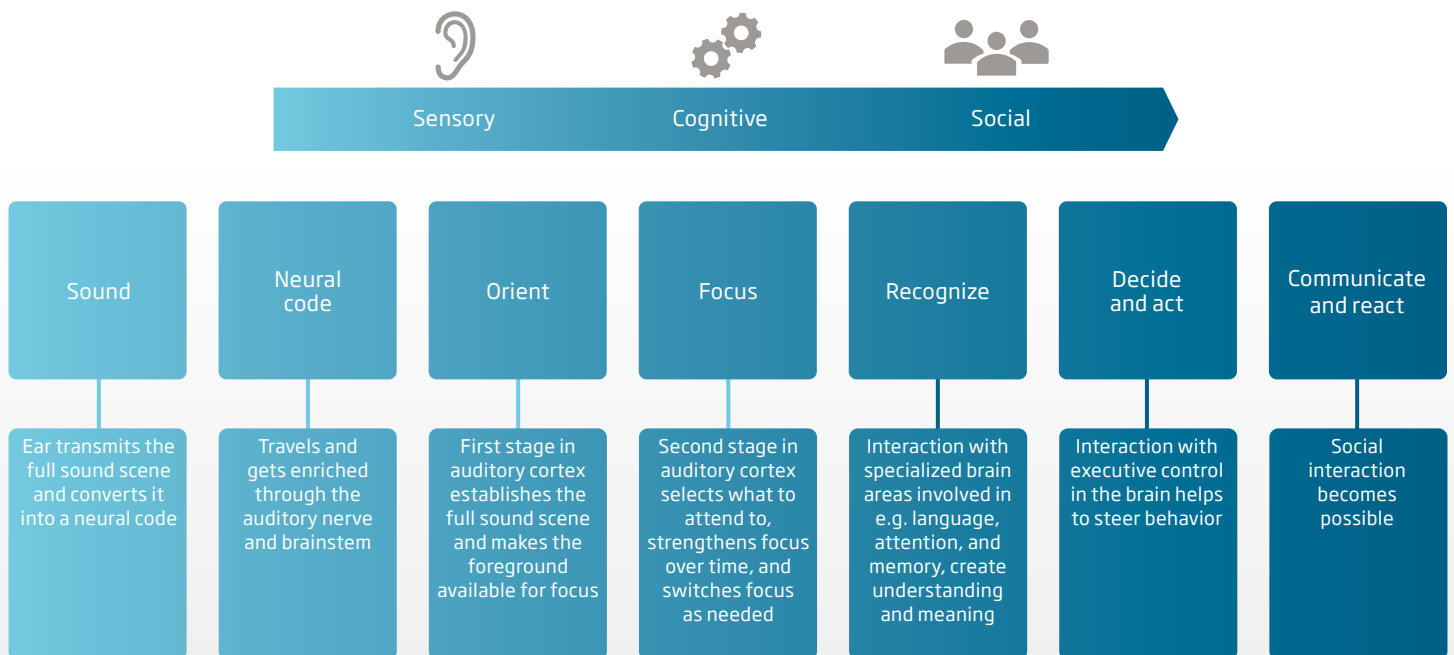 Sensory
Cognitive
Social
Sound
Neural
code
Orient
Focus
Recognize
Decide
and act
Communicate
and react
Ear transmits the
full sound scene
and converts it
into a neural code
Travels and
gets enriched
through the
auditory nerve
and brainstem
First stage in
auditory cortex
establishes the
full sound scene
and makes the
foreground
available for focus
Second stage in
auditory cortex
selects what to
attend to,
strengthens focus
over time, and
switches focus
as needed
Interaction with
specialized brain
areas involved in
e.g. language,
attention, and
memory, create
understanding
and meaning
Interaction with
executive control
in the brain helps
to steer behavior
Social
interaction
becomes
possible